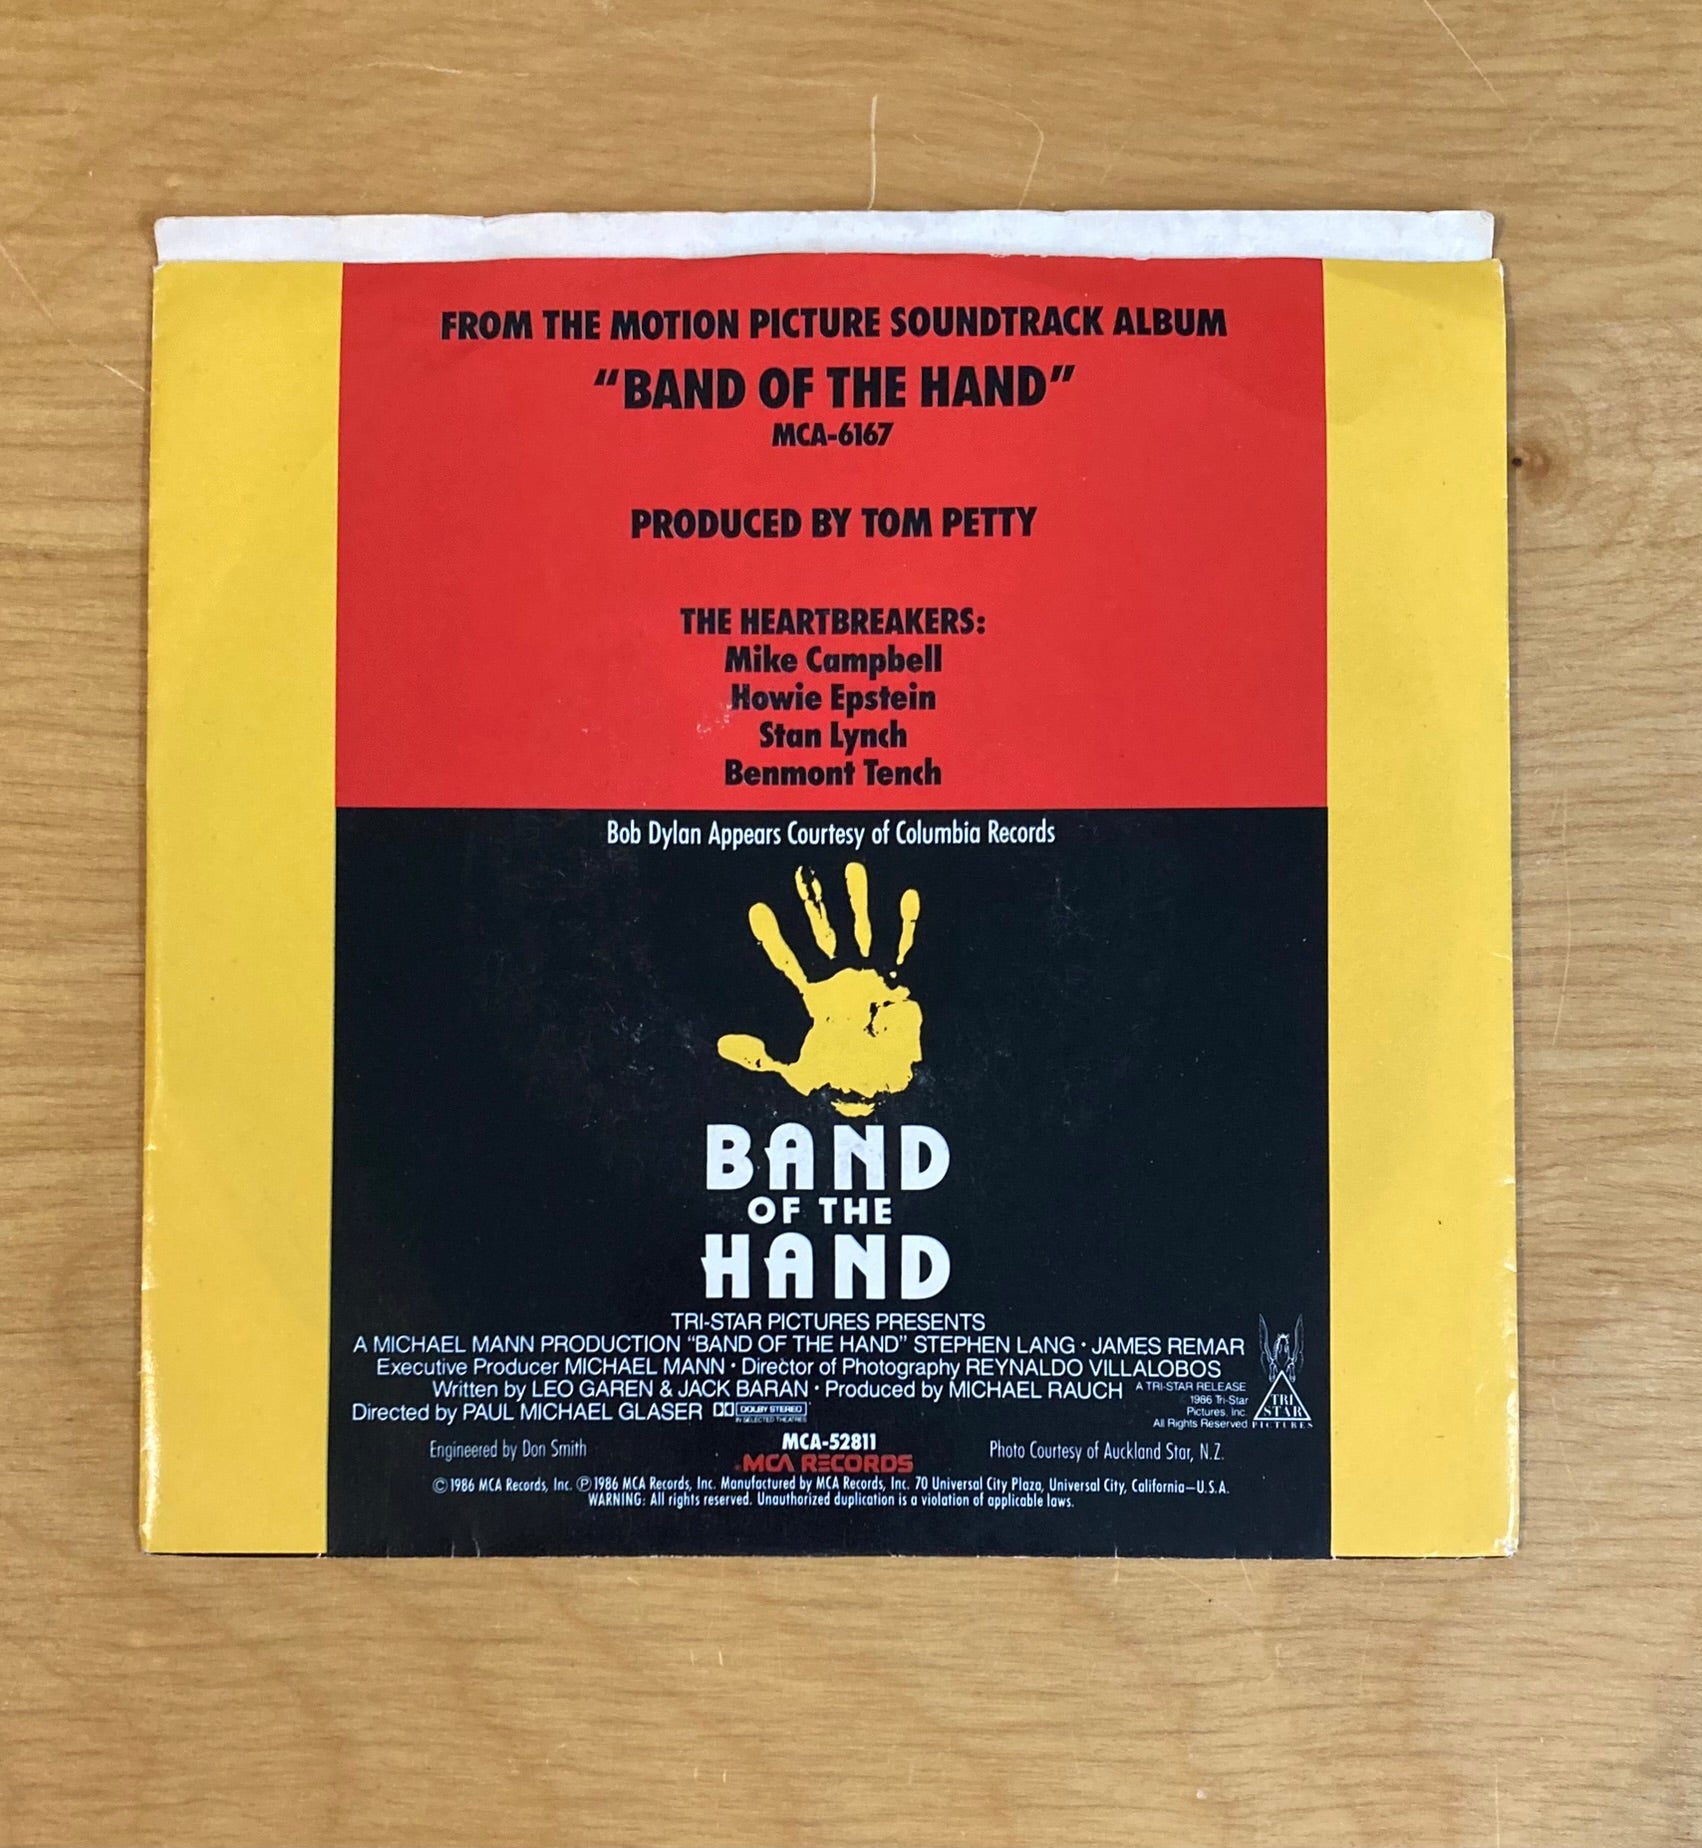 FROM THE MOTION PICTURE SOUNDTRACK ALBUM
"BAND OF THE HAND"
MCA-6167
PRODUCED BY TOM PETTY
THE HEARTBREAKERS:
Mike Campbell
Howie Epstein
Stan Lynch
Benmont Tench
Bob Dylan Appears Courtesy of Columbia Records
BAND
OF THE
HAND
TRI-STAR PICTURES PRESENTS
A MICHAEL MANN PRODUCTION "BAND OF THE HAND" STEPHEN LANG • JAMES REMAR
Executive Producer MICHAEL MANN • Director of Photography REYNALDO VILLALOBOS
Written by LEO GAREN & JACK BARAN • Produced by MICHAEL RAUCH
Directed by PAUL MICHAEL GLASER DOLBY STEREO
IN SELECTED THEATRES
A TRI-STAR RELEASE
1986 Tri-Star
Pictures, Inc.
All Rights Reserved
TRI
STAR
PICTURES
Engineered by Don Smith
MCA-52811
MCA RECORDS
Photo Courtesy of Auckland Star, N.Z.
©1986 MCA Records, Inc. ℗1986 MCA Records, Inc. Manufactured by MCA Records, Inc. 70 Universal City Plaza, Universal City, California—U.S.A.
WARNING: All rights reserved. Unauthorized duplication is a violation of applicable laws.